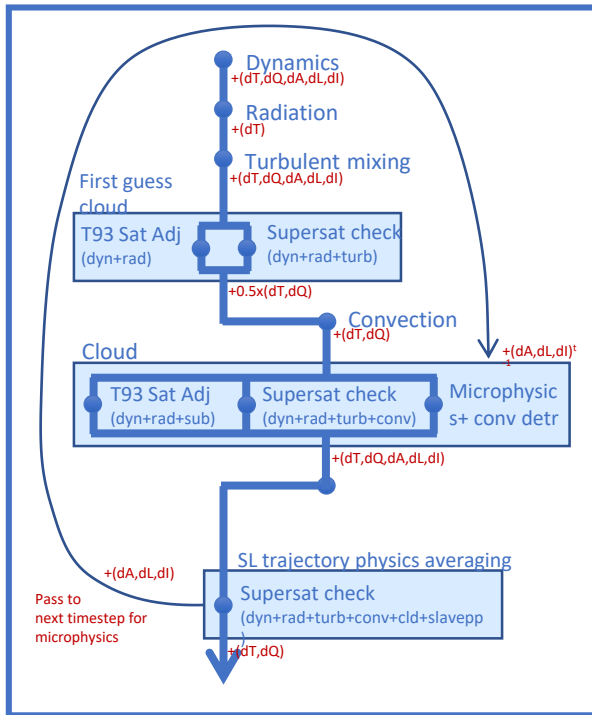 Dynamics
+(dT,dQ,dA,dL,dI)
Radiation
+(dT)
Turbulent mixing
+(dT,dQ,dA,dL,dI)
First guess
cloud
T93 Sat Adj
(dyn+rad)
Supersat check
(dyn+rad+turb)
+0.5x(dT,dQ)
Convection
+(dT,dQ)
+(dA,dL,dI)t
1
Cloud
T93 Sat Adj
(dyn+rad+sub)
Supersat check
(dyn+rad+turb+conv)
Microphysic
s+ conv detr
+(dT,dQ,dA,dL,dI)
SL trajectory physics averaging
+(dA,dL,dI)
Pass to
next timestep for
microphysics
Supersat check
(dyn+rad+turb+conv+cld+slavepp
)
+(dT,dQ)